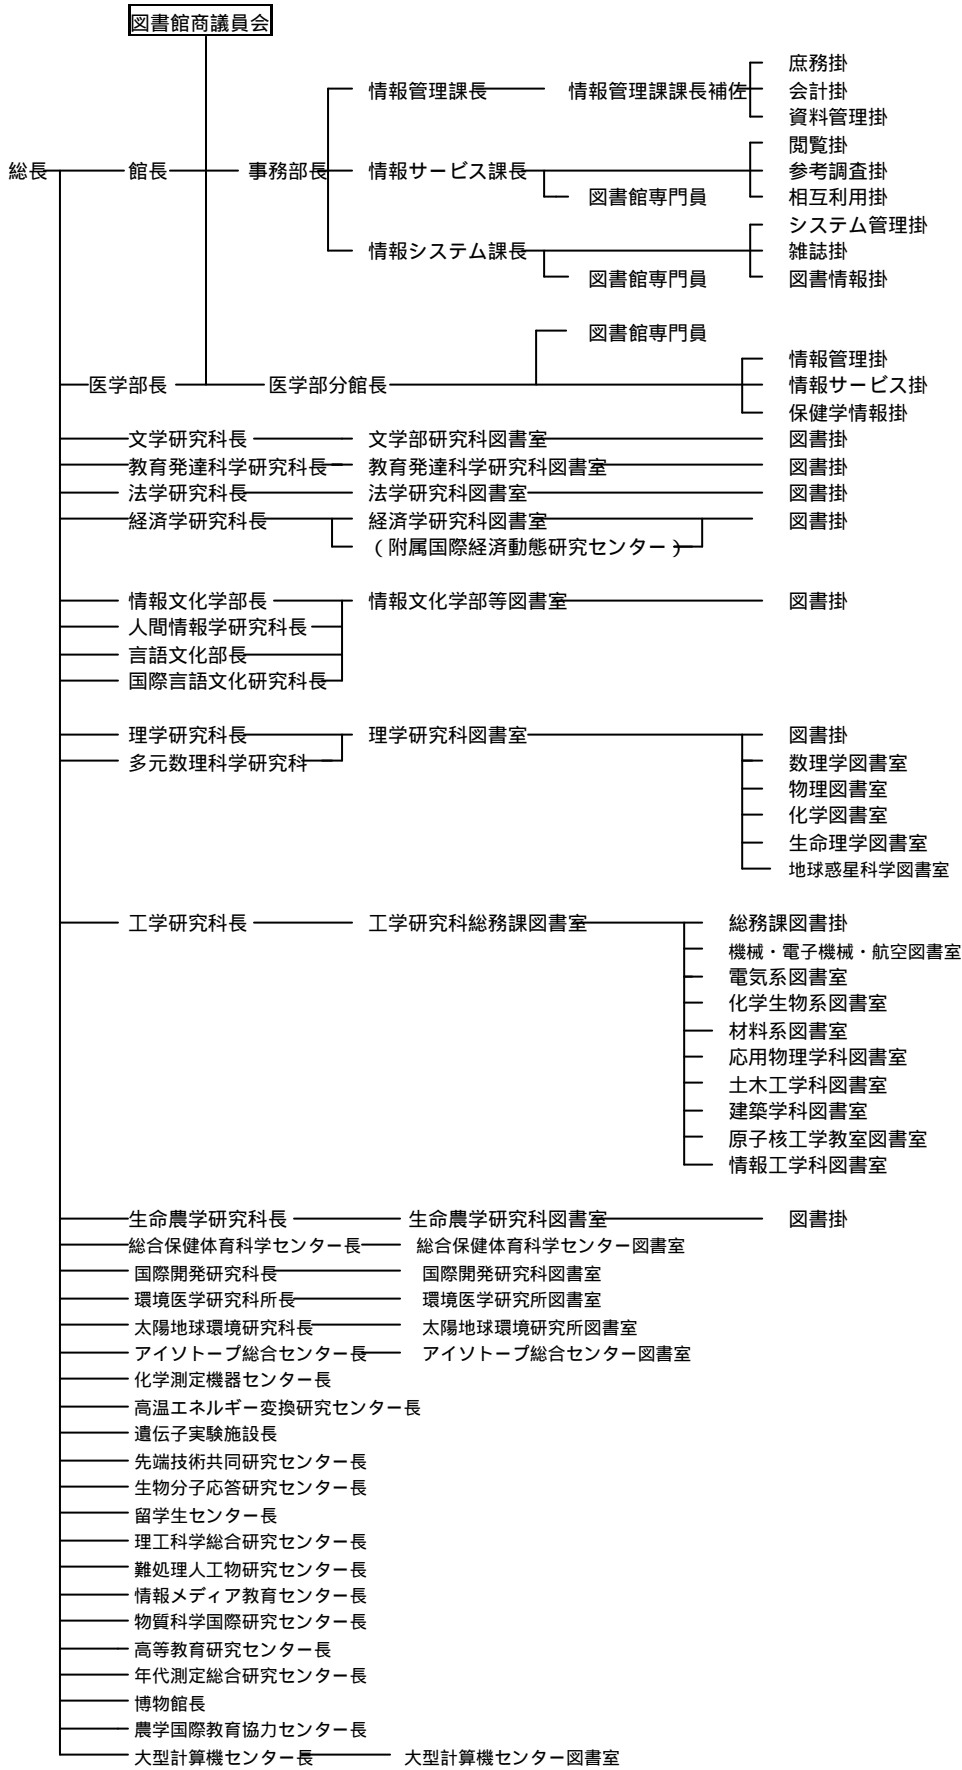 図書館商議員会
庶務掛
情報管理課長 情報管理課課長補佐 会計掛
資料管理掛
閲覧掛
総長 館長 事務部長 情報サービス課長 参考調査掛
図書館専門員 相互利用掛
システム管理掛
情報システム課長 雑誌掛
図書館専門員 図書情報掛
図書館専門員
情報管理掛
医学部長 医学部分館長 情報サービス掛
保健学情報掛
文学研究科長 文学部研究科図書室 図書掛
教育発達科学研究科長 教育発達科学研究科図書室 図書掛
法学研究科長 法学研究科図書室 図書掛
経済学研究科長 経済学研究科図書室 図書掛
(附属国際経済動態研究センター)
情報文化学部長 情報文化学部等図書室 図書掛
人間情報学研究科長
言語文化部長
国際言語文化研究科長
理学研究科長 理学研究科図書室 図書掛
多元数理科学研究科 数理学図書室
物理図書室
化学図書室
生命理学図書室
地球惑星科学図書室
工学研究科長 工学研究科総務課図書室 総務課図書掛
機械・電子機械・航空図書室
電気系図書室
化学生物系図書室
材料系図書室
応用物理学科図書室
土木工学科図書室
建築学科図書室
原子核工学教室図書室
情報工学科図書室
生命農学研究科長 生命農学研究科図書室 図書掛
総合保健体育科学センター長 総合保健体育科学センター図書室
国際開発研究科長 国際開発研究科図書室
環境医学研究科所長 環境医学研究所図書室
太陽地球環境研究科長 太陽地球環境研究所図書室
アイソトープ総合センター長 アイソトープ総合センター図書室
化学測定機器センター長
高温エネルギー変換研究センター長
遺伝子実験施設長
先端技術共同研究センター長
生物分子応答研究センター長
留学生センター長
理工科学総合研究センター長
難処理人工物研究センター長
情報メディア教育センター長
物質科学国際研究センター長
高等教育研究センター長
年代測定総合研究センター長
博物館長
農学国際教育協力センター長
大型計算機センター長 大型計算機センター図書室